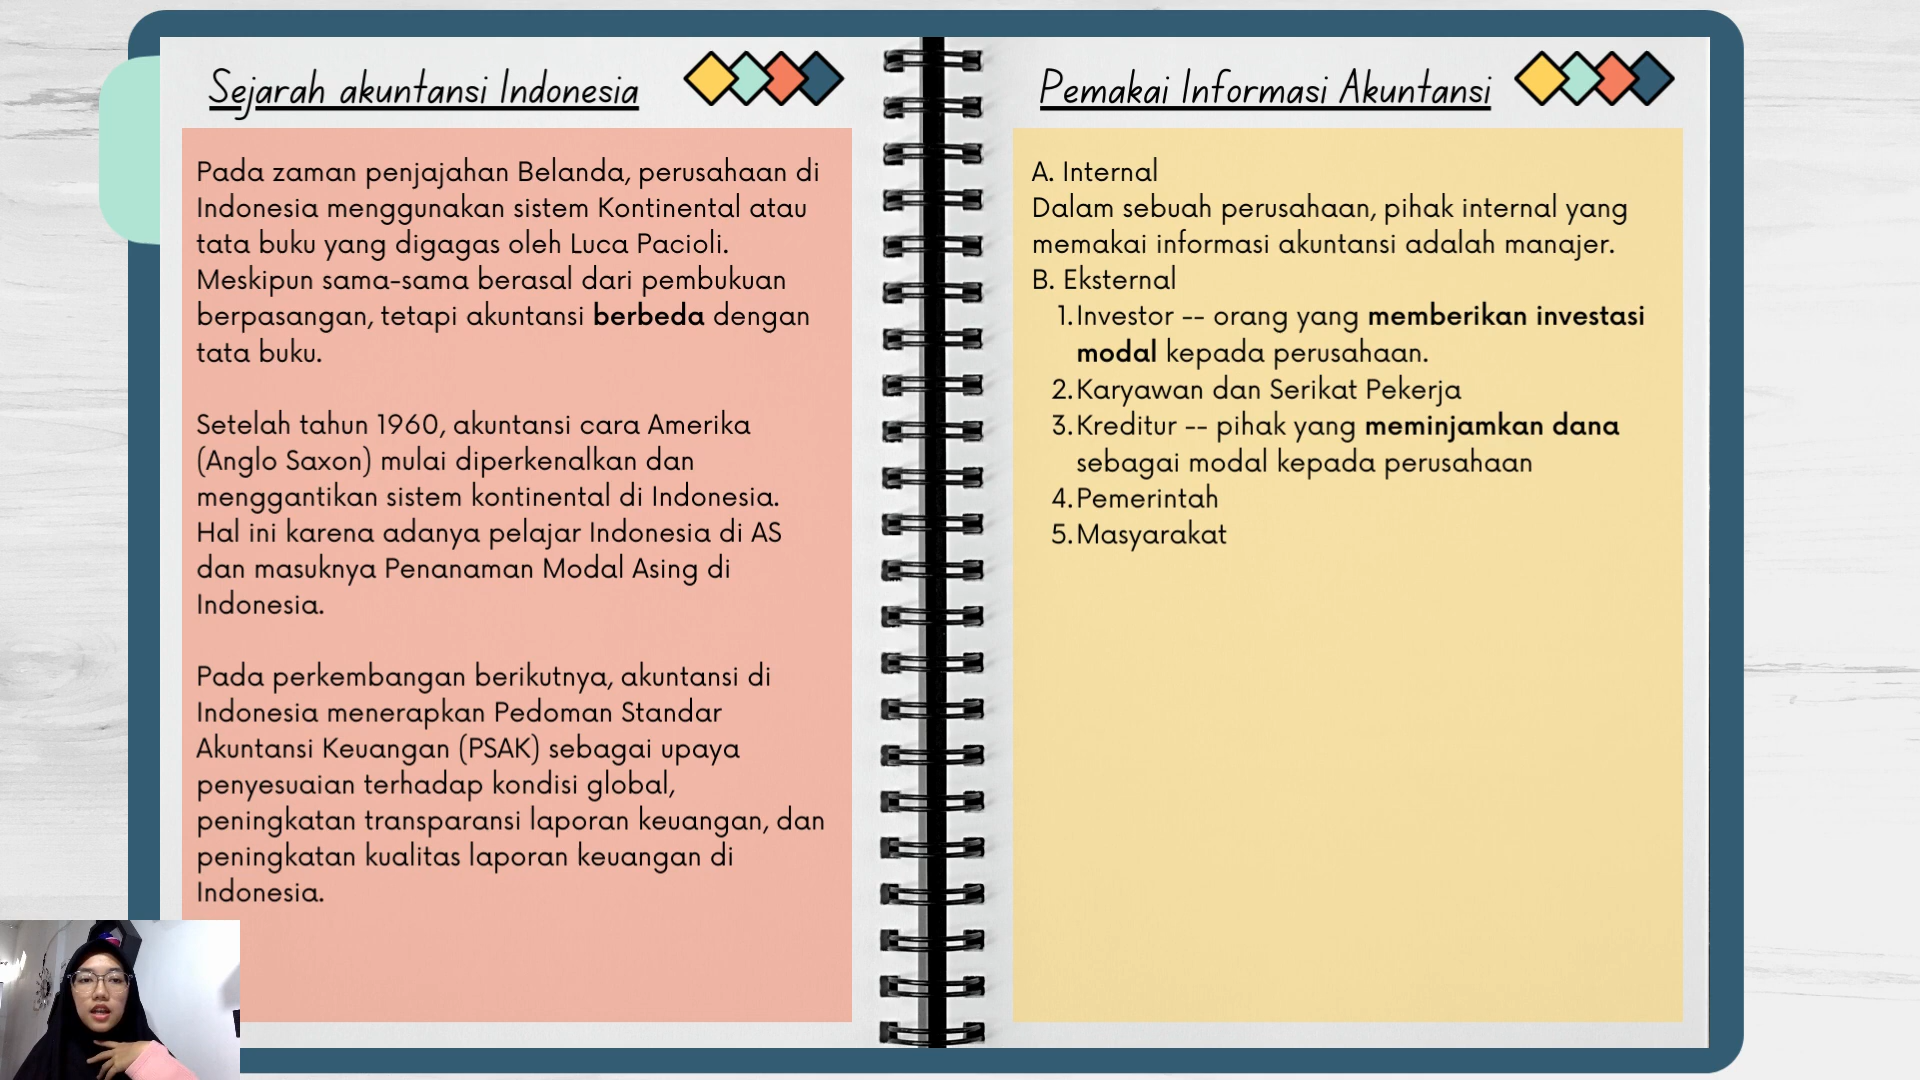 Sejarah akuntansi Indonesia
Pada zaman penjajahan Belanda, perusahaan di
Indonesia menggunakan sistem Kontinental atau
tata buku yang digagas oleh Luca Pacioli.
Meskipun sama-sama berasal dari pembukuan
berpasangan, tetapi akuntansi berbeda dengan
tata buku.
Setelah tahun 1960, akuntansi cara Amerika
(Anglo Saxon) mulai diperkenalkan dan
menggantikan sistem kontinental di Indonesia.
Hal ini karena adanya pelajar Indonesia di AS
dan masuknya Penanaman Modal Asing di
Indonesia.
Pada perkembangan berikutnya, akuntansi di
Indonesia menerapkan Pedoman Standar
Akuntansi Keuangan (PSAK) sebagai upaya
penyesuaian terhadap kondisi global,
peningkatan transparansi laporan keuangan, dan
peningkatan kualitas laporan keuangan di
Indonesia.
Pemakai Informasi Akuntansi
A. Internal
Dalam sebuah perusahaan, pihak internal yang
memakai informasi akuntansi adalah manajer.
B. Eksternal
1. Investor -- orang yang memberikan investasi
modal kepada perusahaan.
2. Karyawan dan Serikat Pekerja
3. Kreditur -- pihak yang meminjamkan dana
sebagai modal kepada perusahaan
4. Pemerintah
5. Masyarakat